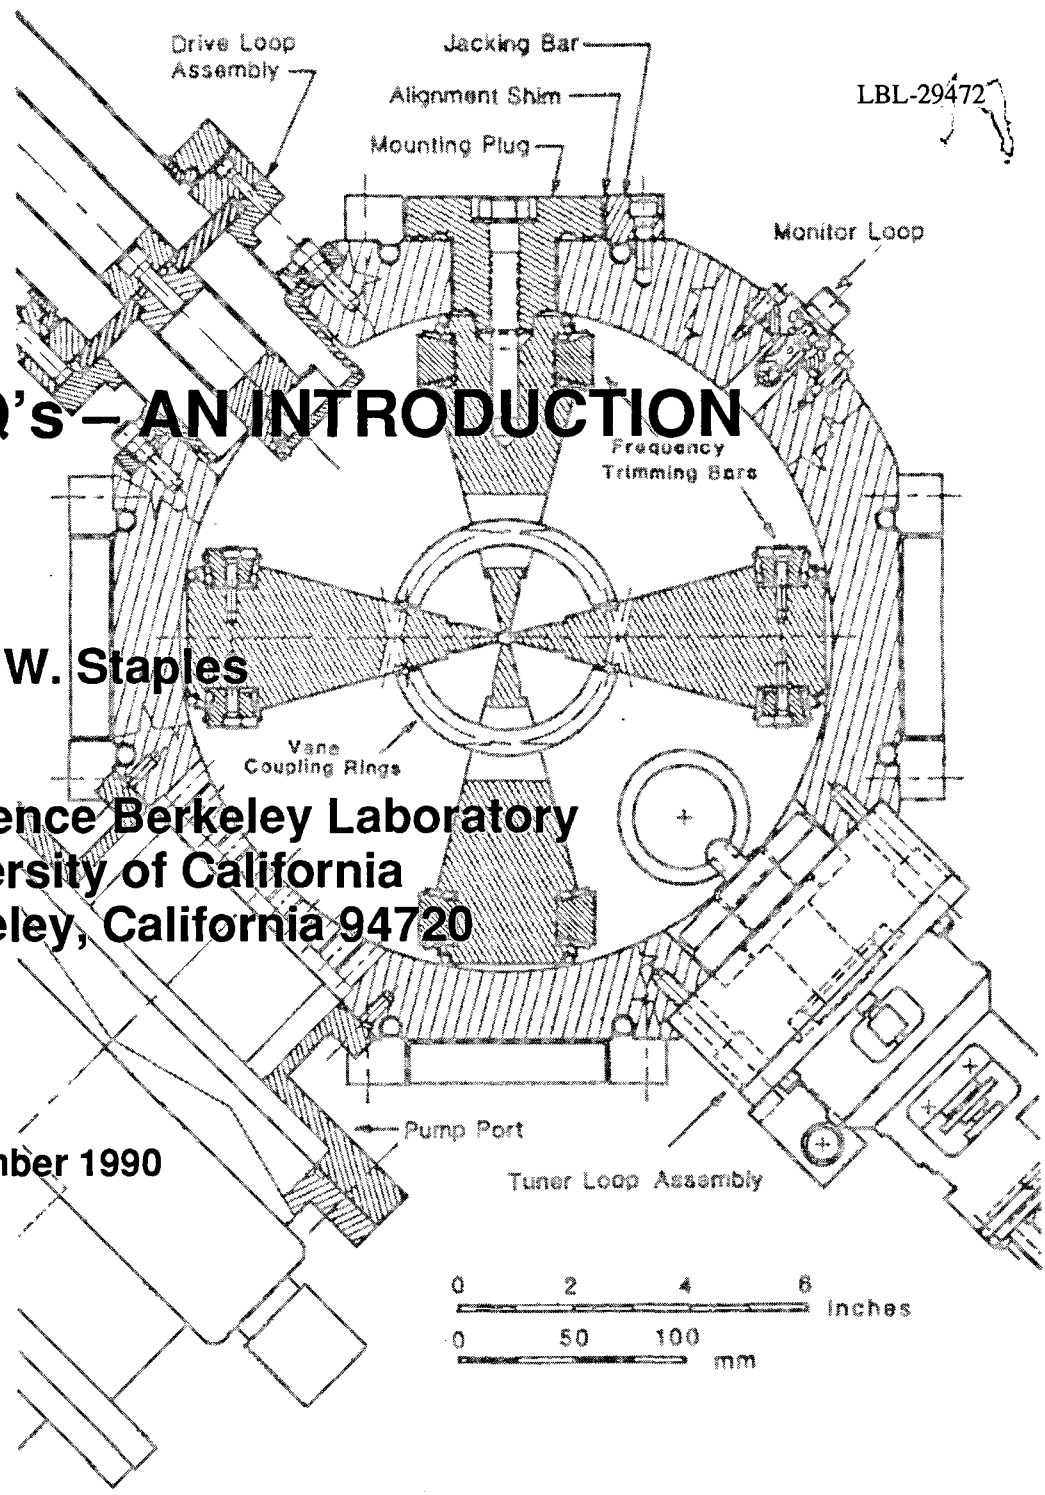 Drive Loop
Assembly
Jacking Bar
Alignment Shim
Mounting Plug
LBL-29472
Monitor Loop
Q's – AN INTRODUCTION
Frequency
Trimming Bars
W. Staples
Vane
Coupling Rings
ence Berkeley Laboratory
ersity of California
eley, California 94720
Pump Port
mber 1990
Tuner Loop Assembly
0 2 4 6
Inches
0 50 100
mm